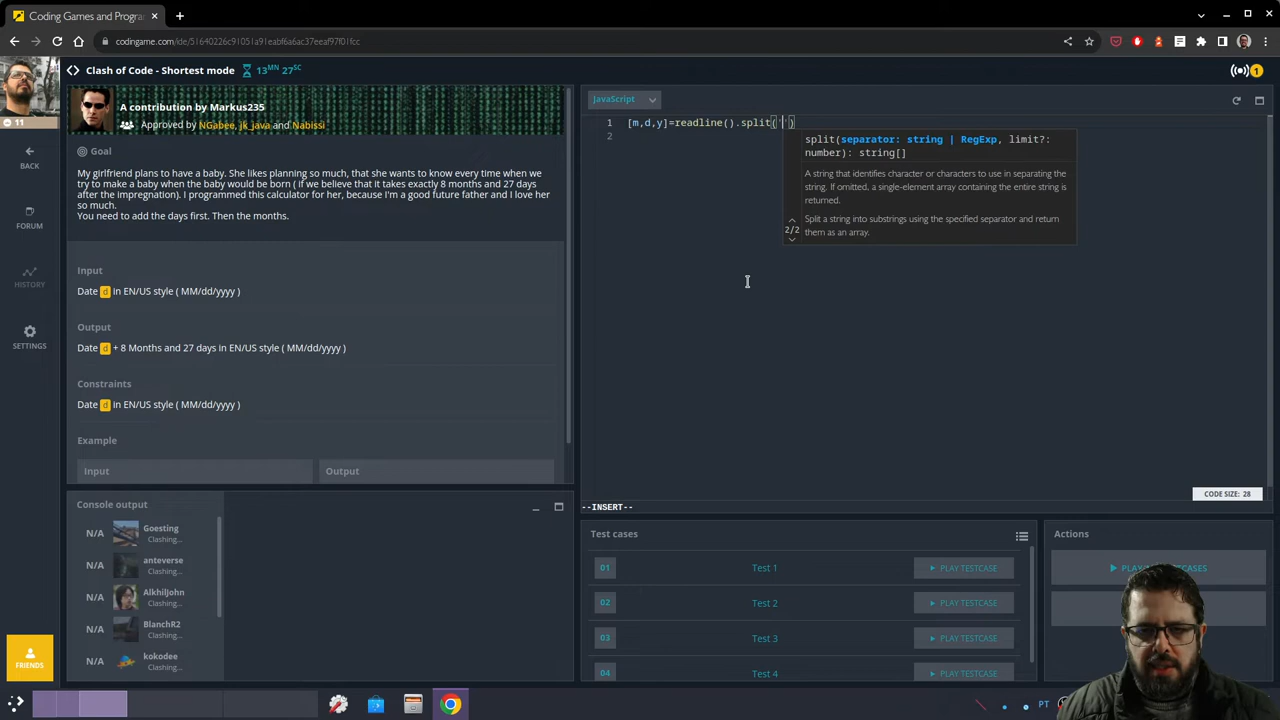 Coding Games and Progra
codingame.com/ide/51640226c91051a91eabf6a6ac37eeaf97f01fcc
Clash of Code - Shortest mode
13MN 27SC
1
11
BACK
FORUM
HISTORY
SETTINGS
FRIENDS
A contribution by Markus235
Approved by NGabee, jk_java and Nabissi
Goal
My girlfriend plans to have a baby. She likes planning so much, that she wants to know every time when we
try to make a baby when the baby would be born ( if we believe that it takes exactly 8 months and 27 days
after the impregnation). I programmed this calculator for her, because I'm a good future father and I love her
so much.
You need to add the days first. Then the months.
Input
Date d in EN/US style ( MM/dd/yyyy )
Output
Date d + 8 Months and 27 days in EN/US style ( MM/dd/yyyy )
Constraints
Date d in EN/US style ( MM/dd/yyyy )
Example
Input
Output
Console output
N/A Goesting
Clashing...
N/A anteverse
Clashing...
N/A AlkhilJohn
Clashing...
N/A BlanchR2
Clashing...
N/A kokodee
Clashing...
JavaScript
1 [m,d,y]=readline().split('')
2
split(separator: string | RegExp, limit?:
number): string[]
A string that identifies character or characters to use in separating the
string. If omitted, a single-element array containing the entire string is
returned.
Split a string into substrings using the specified separator and return
them as an array.
2/2
CODE SIZE: 28
--INSERT--
Test cases
01 Test 1 PLAY TESTCASE
02 Test 2 PLAY TESTCASE
03 Test 3 PLAY TESTCASE
04 Test 4 PLAY TESTCASE
Actions
PT